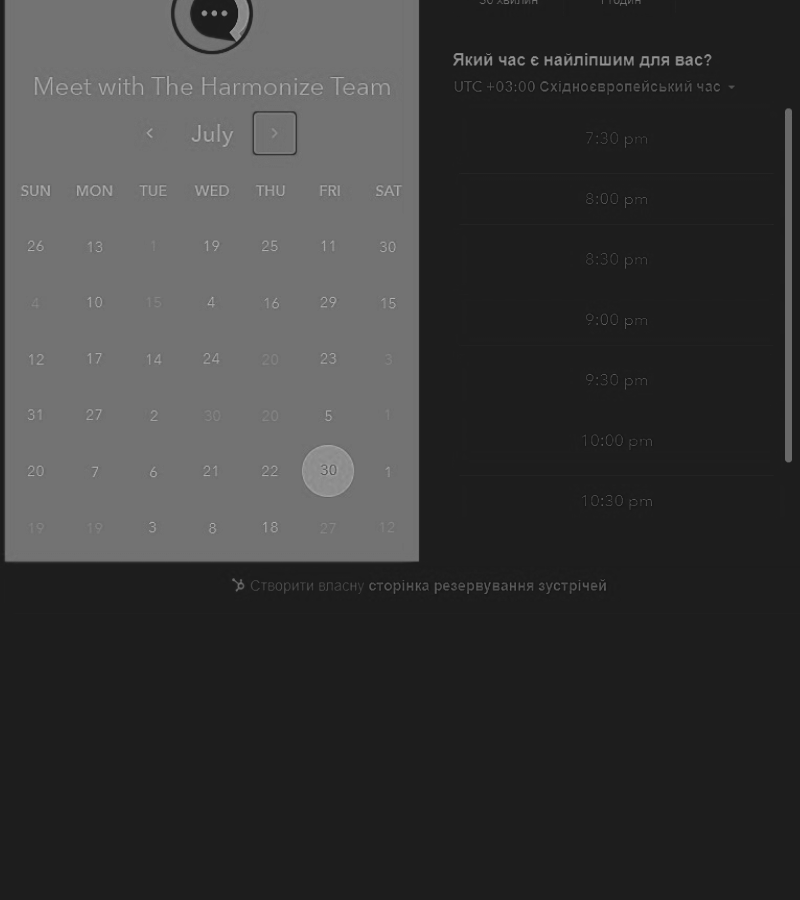 30 хвилин 1 годин
Meet with The Harmonize Team
July
SUN MON TUE WED THU FRI SAT
26 13 1 19 25 11 30
4 10 15 4 16 29 15
12 17 14 24 20 23 3
31 27 2 30 20 5 1
20 7 6 21 22 30 1
19 19 3 8 18 27 12
Який час є найліпшим для вас?
UTC +03:00 Східноєвропейський час
7:30 pm
8:00 pm
8:30 pm
9:00 pm
9:30 pm
10:00 pm
10:30 pm
Створити власну сторінка резервування зустрічей